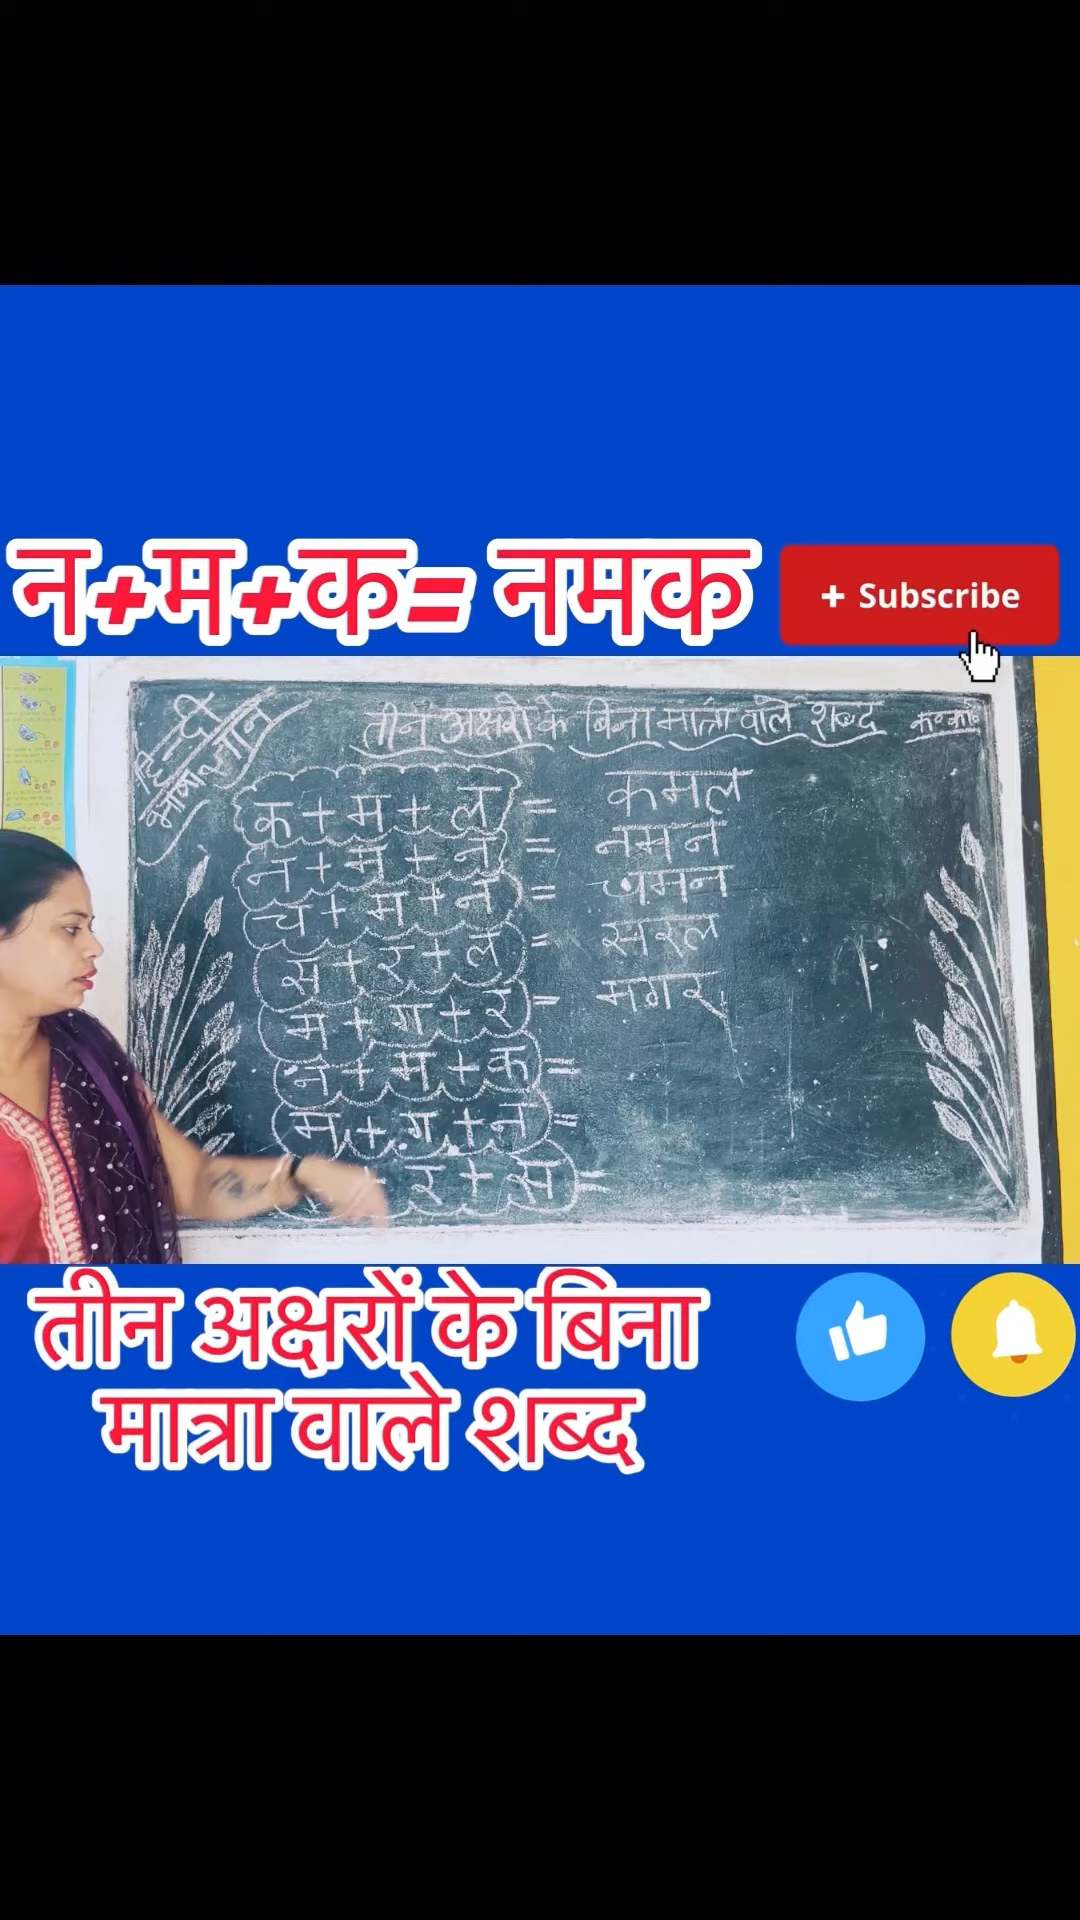 न+म+क= नमक
+ Subscribe
हिन्दी
भाषा ज्ञान
तीन अक्षरो के बिना मात्रा वाले शब्द
क+म+ल = कमल
न+म+न = नमन
च+म+न = चमन
स+र+ल = सरल
म+ग+र = मगर
न+म+क =
म+ग+न =
र+स =
तीन अक्षरों के बिना
मात्रा वाले शब्द